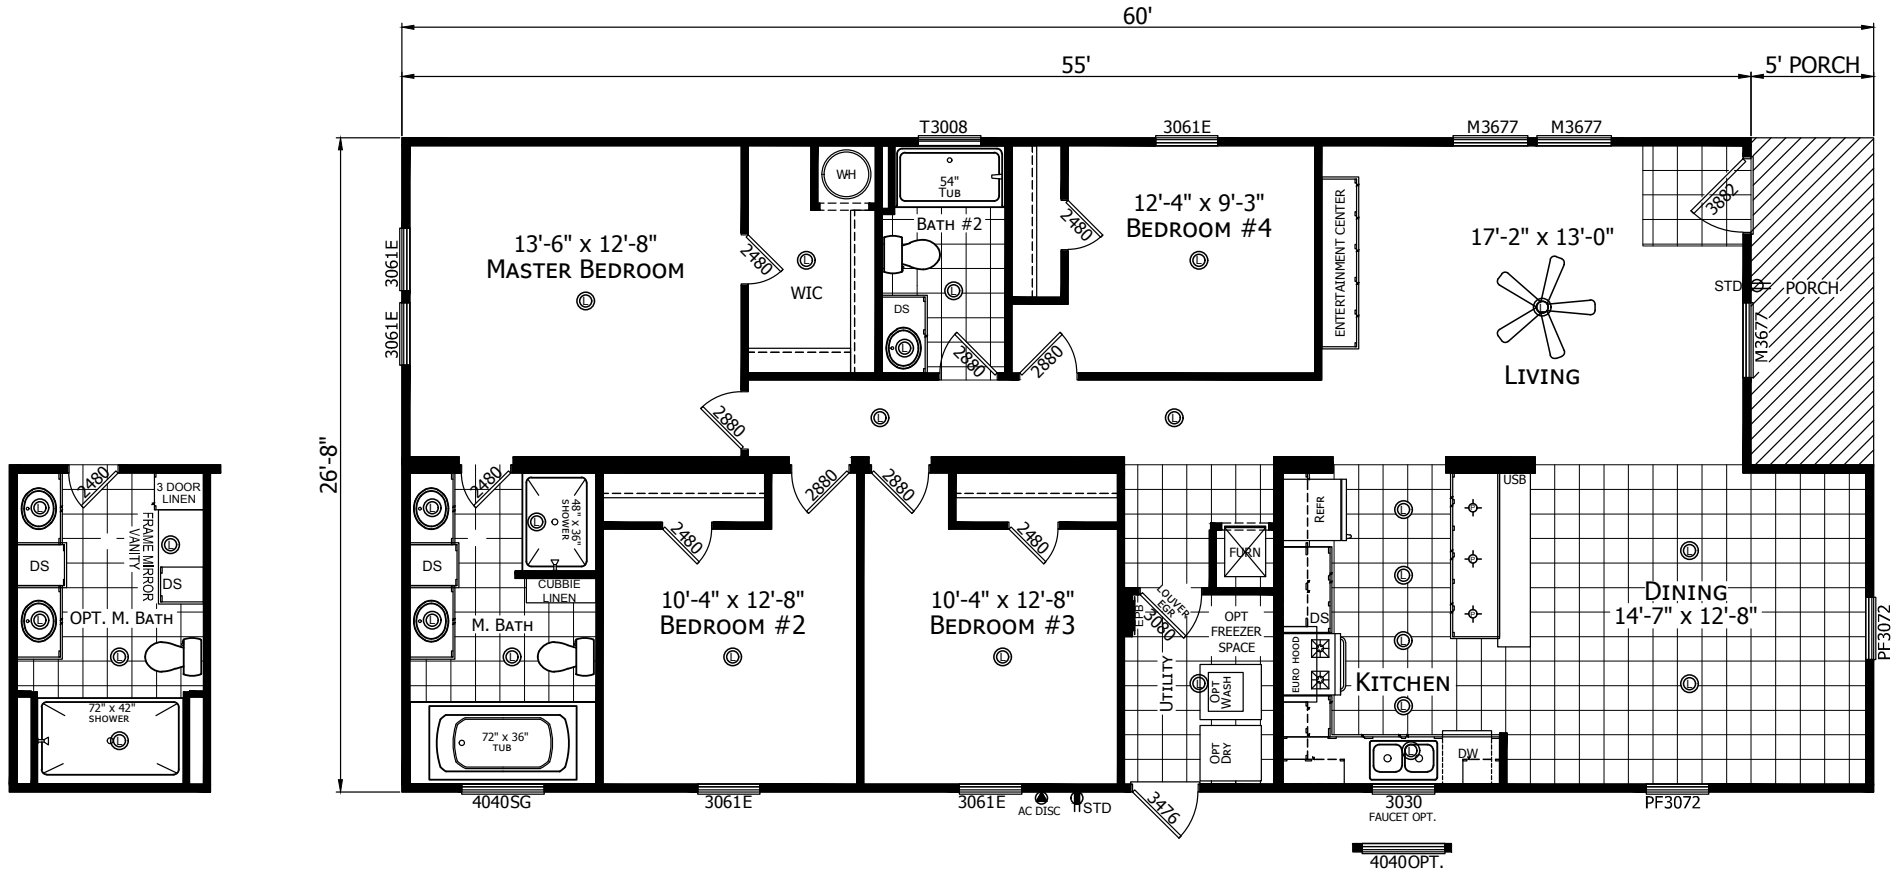 60'
55'
5' PORCH
26'-8"
T3008
3061E
M3677
M3677
3061E
3061E
13'-6" x 12'-8"
MASTER BEDROOM
L
2480
L
WIC
WH
54"
TUB
BATH #2
L
DS
L
2880
2480
12'-4" x 9'-3"
BEDROOM #4
L
2880
ENTERTAINMENT CENTER
17'-2" x 13'-0"
L
LIVING
3882
STD
PORCH
M3677
2880
L
L
2480
L
DS
L
48" x 36"
SHOWER
L
CUBBIE
LINEN
M. BATH
L
72" x 36"
TUB
4040SG
2880
2480
10'-4" x 12'-8"
BEDROOM #2
L
3061E
2880
2480
10'-4" x 12'-8"
BEDROOM #3
L
3061E
AC DISC
STD
FURN
LOUVER
EGR.
3080
EPB
OPT
FREEZER
SPACE
UTILITY
L
OPT
WASH
OPT
DRY
3476
REFR
DS
EURO HOOD
L
L
L
L
KITCHEN
L
DW
3030
FAUCET OPT.
4040OPT.
USB
P
P
P
L
DINING
14'-7" x 12'-8"
L
PF3072
PF3072
2480
L
DS
L
3 DOOR
LINEN
FRAME MIRROR
VANITY
L
DS
OPT. M. BATH
L
72" x 42"
SHOWER
L